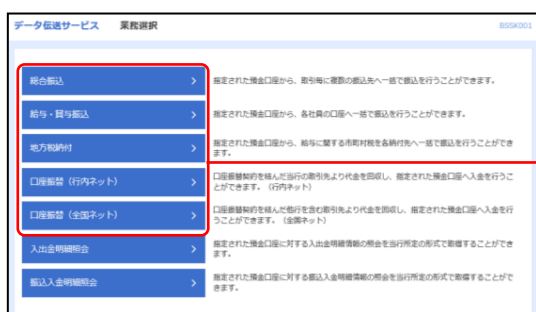 データ伝送サービス 業務選択
BSSK001
総合振込
指定された預金口座から、取引毎に複数の振込先へ一括で振込を行うことができます。
給与・賞与振込
指定された預金口座から、各社員の口座へ一括で振込を行うことができます。
地方税納付
指定された預金口座から、給与に関する市町村税を各納付先へ一括で振込を行うことができ
ます。
口座振替（行内ネット）
口座振替契約を結んだ当行の取引先より代金を回収し、指定された預金口座へ入金を行うこ
とができます。（行内ネット）
口座振替（全国ネット）
口座振替契約を結んだ他行を含む取引先より代金を回収し、指定された預金口座へ入金を行
うことができます。（全国ネット）
入出金明細照会
指定された預金口座に対する入出金明細情報の照会を当行所定の形式で取得することができ
ます。
振込入金明細照会
指定された預金口座に対する振込入金明細情報の照会を当行所定の形式で取得することがで
きます。